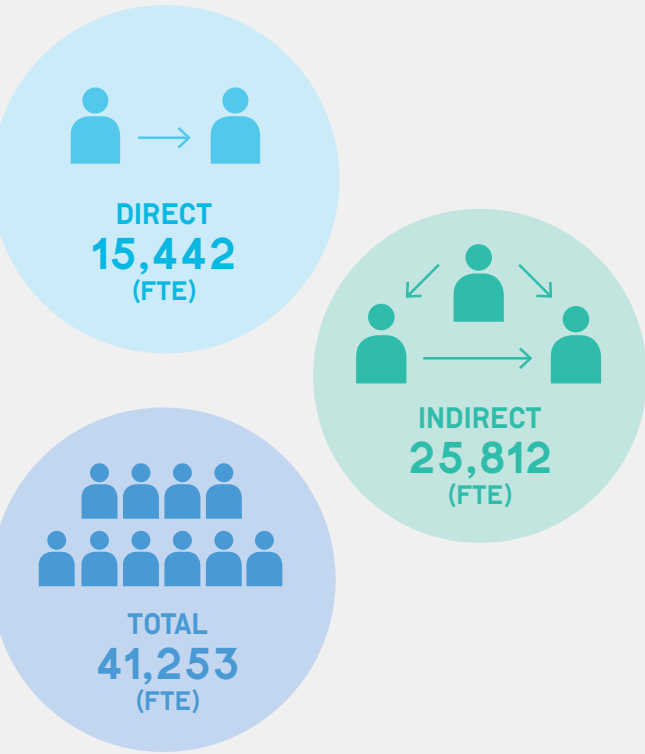 DIRECT
15,442
(FTE)
INDIRECT
25,812
(FTE)
TOTAL
41,253
(FTE)